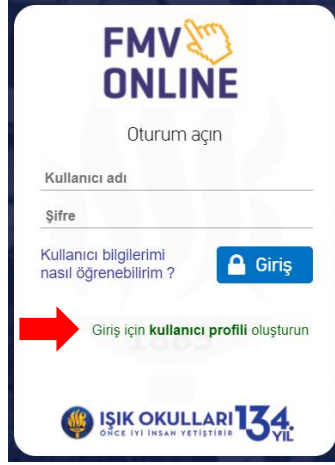 FMV
ONLINE
Oturum açın
Kullanıcı adı
Şifre
Kullanıcı bilgilerimi
nasıl öğrenebilirim ?
Giriş
Giriş için kullanıcı profili oluşturun
1885
IŞIK OKULLARI
ÖNCE İYİ İNSAN YETİŞTİRİR
134.
YIL